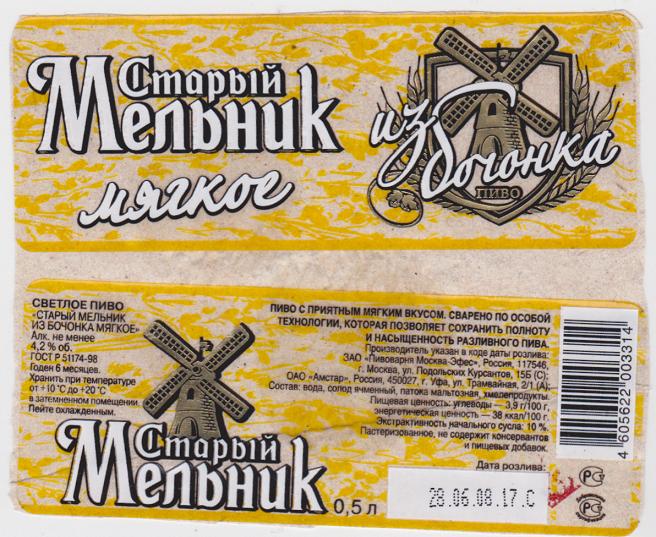 Старый
Мельник
мягкое
из бочонка
ПИВО
СВЕТЛОЕ ПИВО
«СТАРЫЙ МЕЛЬНИК
ИЗ БОЧОНКА МЯГКОЕ»
Алк. не менее
4,2 % об.
ГОСТ Р 51174-98
Годен 6 месяцев.
Хранить при температуре
от +10 °С до +20 °С
в затемненном помещении.
Пейте охлажденным.
Старый
Мельник
0,5 л
ПИВО С ПРИЯТНЫМ МЯГКИМ ВКУСОМ. СВАРЕНО ПО ОСОБОЙ
ТЕХНОЛОГИИ, КОТОРАЯ ПОЗВОЛЯЕТ СОХРАНИТЬ ПОЛНОТУ
И НАСЫЩЕННОСТЬ РАЗЛИВНОГО ПИВА.
Производитель указан в коде даты розлива:
ЗАО «Пивоварня Москва-Эфес», Россия, 117546,
г. Москва, ул. Подольских Курсантов, 15Б (С);
ОАО «Амстар», Россия, 450027, г. Уфа, ул. Трамвайная, 2/1 (А);
Состав: вода, солод ячменный, патока мальтозная, хмелепродукты.
Пищевая ценность: углеводы — 3,9 г/100 г,
энергетическая ценность — 38 ккал/100 г.
Экстрактивность начального сусла: 10 %.
Пастеризованное, не содержит консервантов
и пищевых добавок.
Дата розлива:
28.06.08.17.С
4 605622 003314
РС
РС